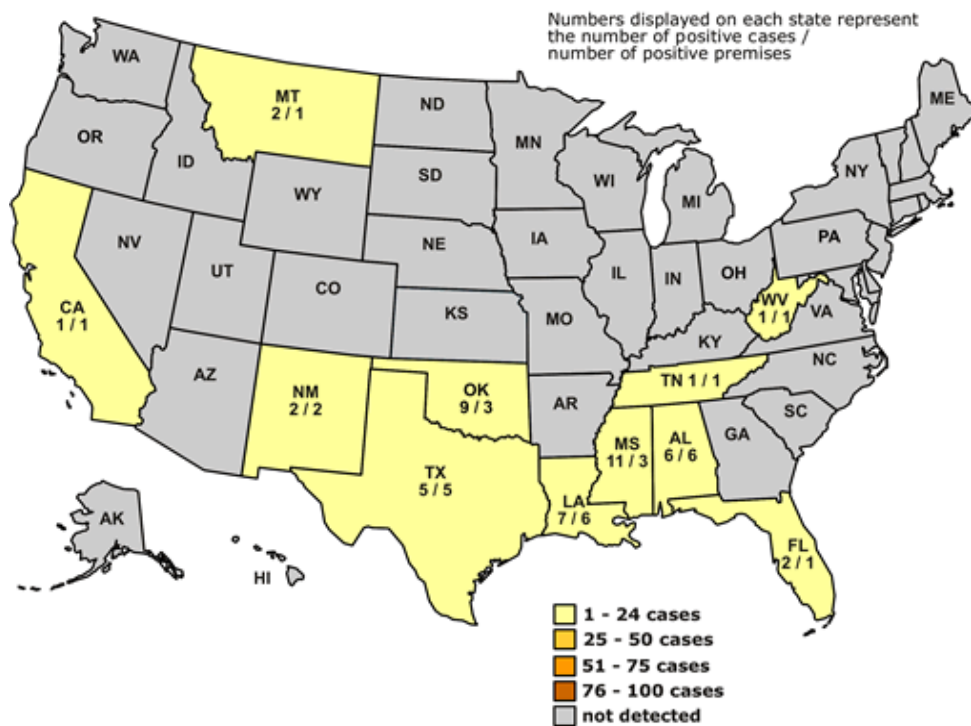 Numbers displayed on each state represent
the number of positive cases /
number of positive premises
WA
MT
2 / 1
ND
MN
ME
OR
ID
SD
WI
NY
WY
MI
NV
NE
IA
PA
UT
IL
IN
OH
CA
1 / 1
CO
KS
MO
WV
1 / 1
VA
KY
AZ
NM
2 / 2
OK
9 / 3
AR
TN 1 / 1
NC
SC
MS
11 / 3
AL
6 / 6
GA
TX
5 / 5
LA
7 / 6
AK
HI
FL
2 / 1
1 - 24 cases
25 - 50 cases
51 - 75 cases
76 - 100 cases
not detected